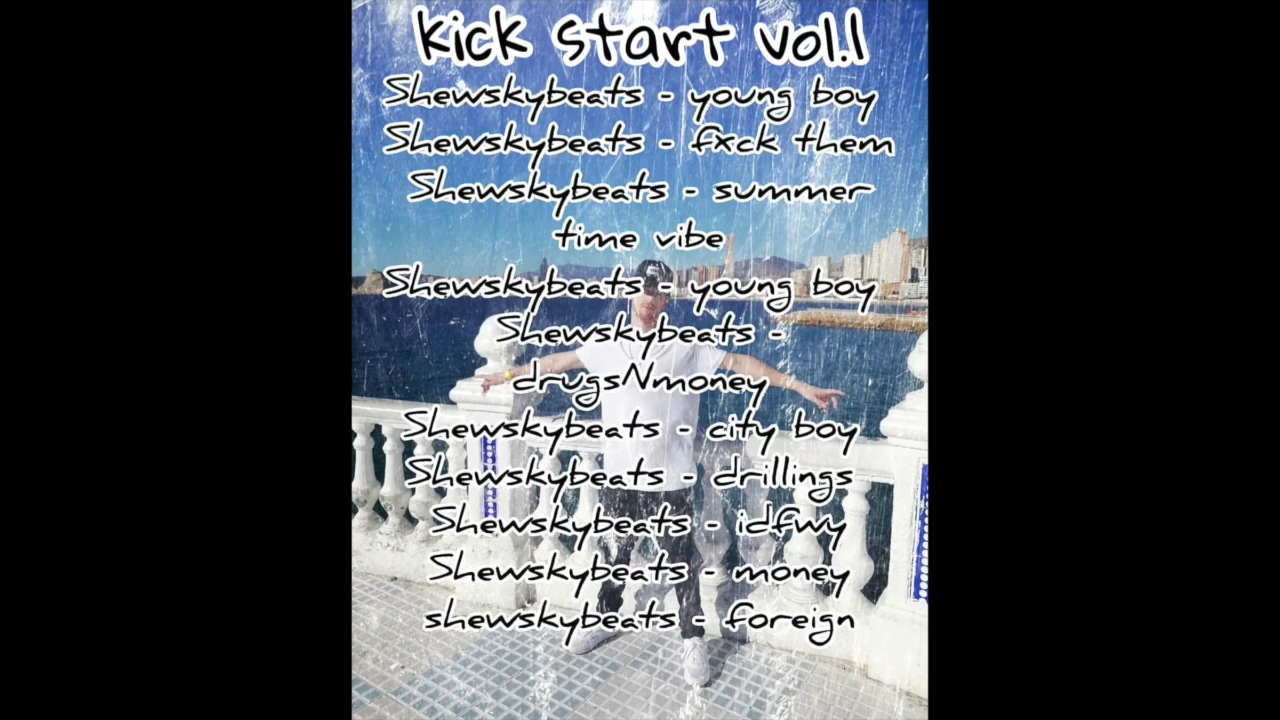 kick start vol.1
Shewskybeats - young boy
Shewskybeats - fxck them
Shewskybeats - summer
time vibe
Shewskybeats - young boy
Shewskybeats -
drugsNmoney
Shewskybeats - city boy
Shewskybeats - drillings
Shewskybeats - idfwy
Shewskybeats - money
shewskybeats - foreign